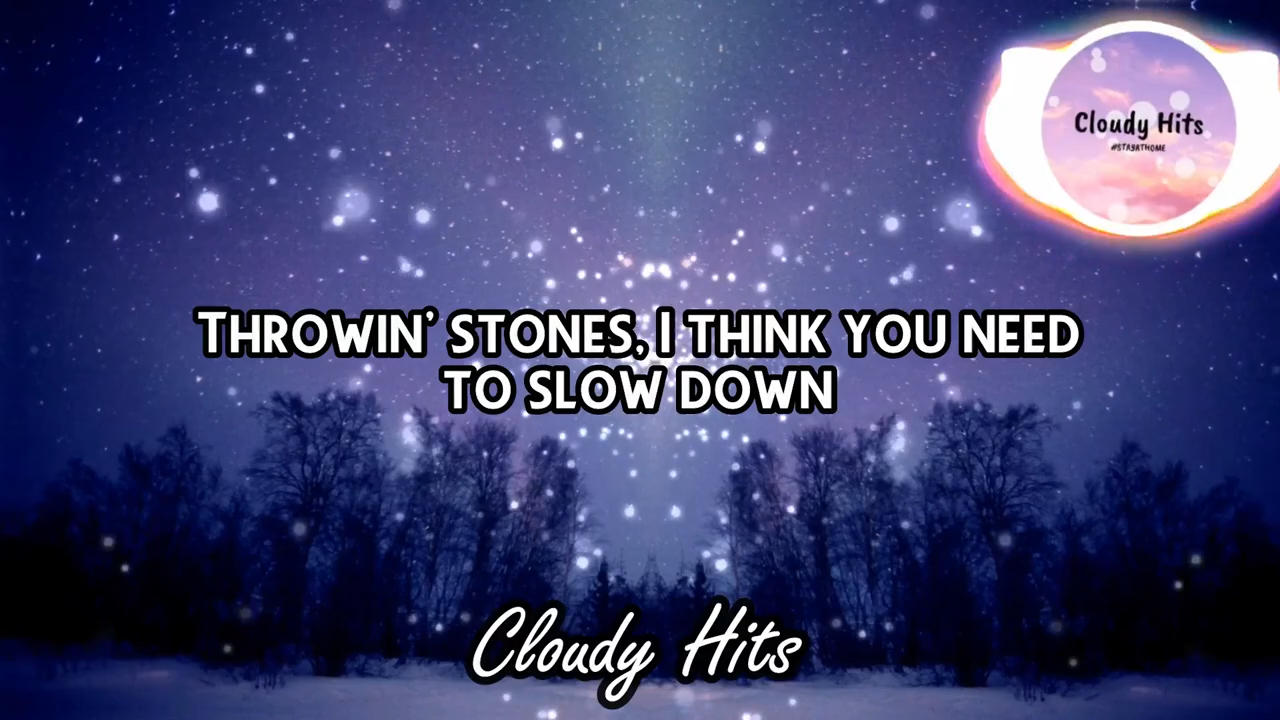 Cloudy Hits
#STAYATHOME
THROWIN' STONES, I THINK YOU NEED
TO SLOW DOWN
Cloudy Hits